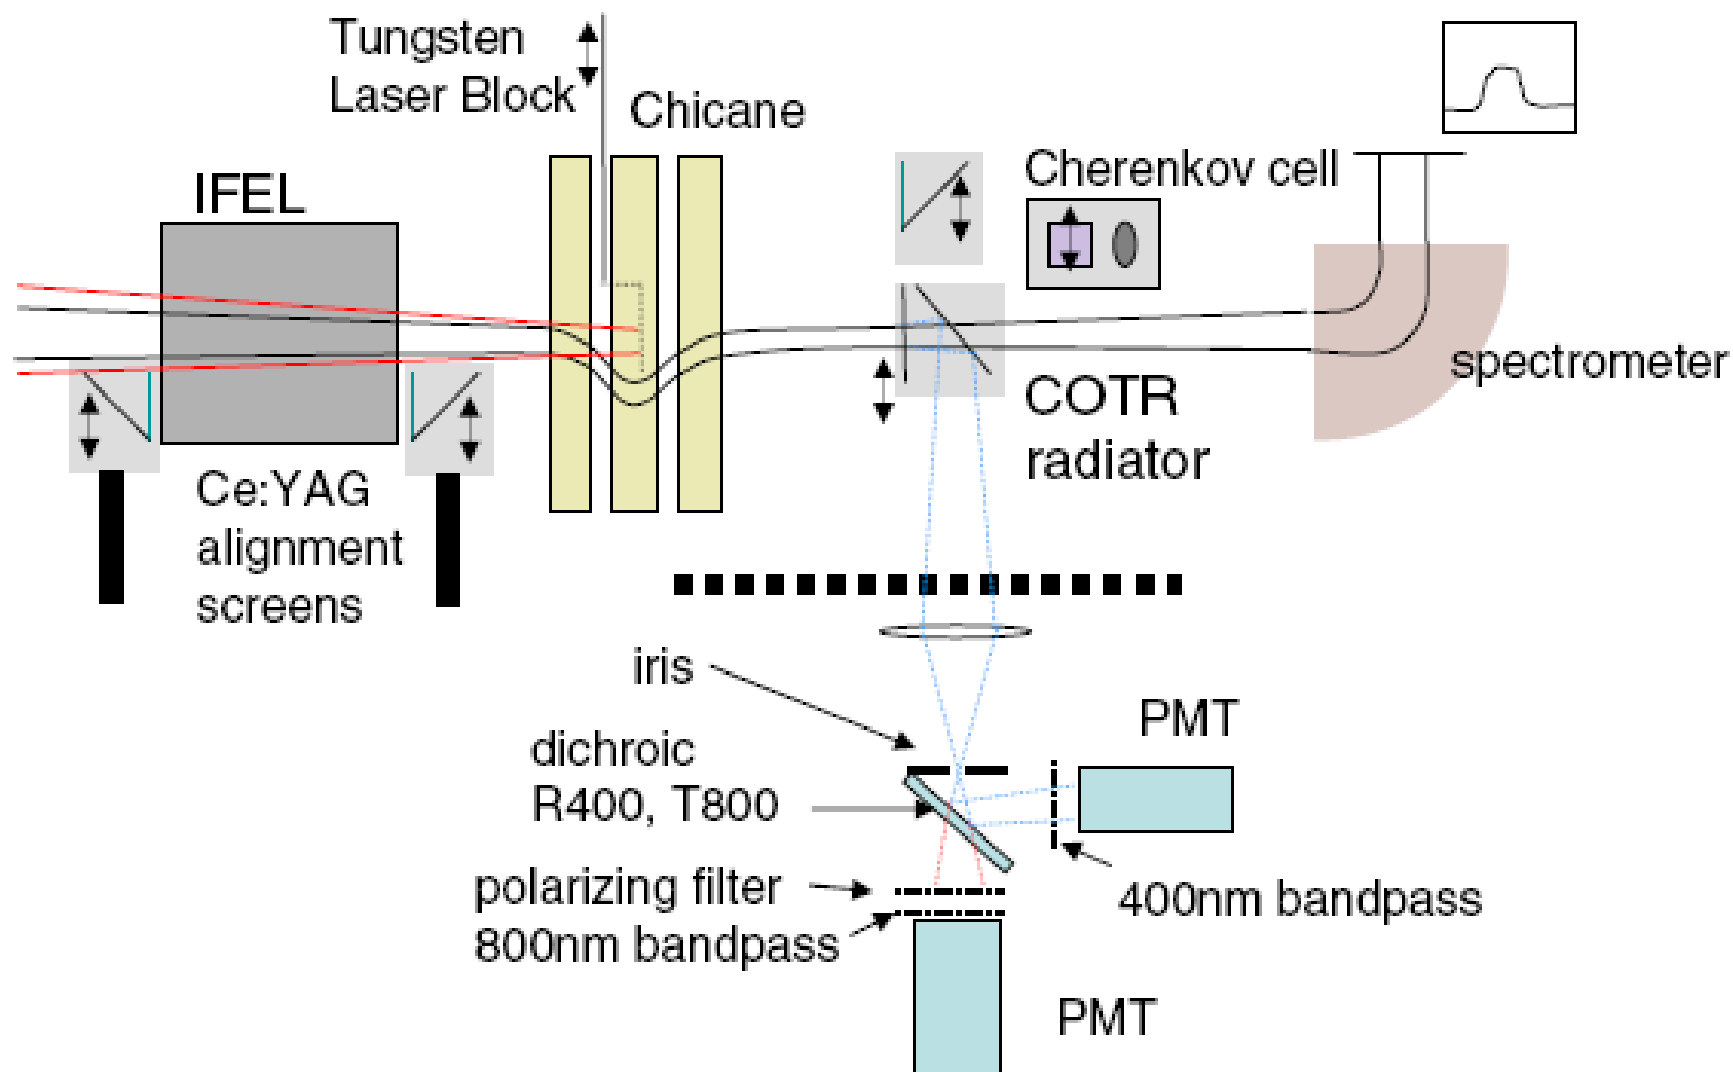 Tungsten
Laser Block
Chicane
IFEL
Cherenkov cell
spectrometer
COTR
radiator
Ce:YAG
alignment
screens
iris
PMT
dichroic
R400, T800
polarizing filter
400nm bandpass
800nm bandpass
PMT